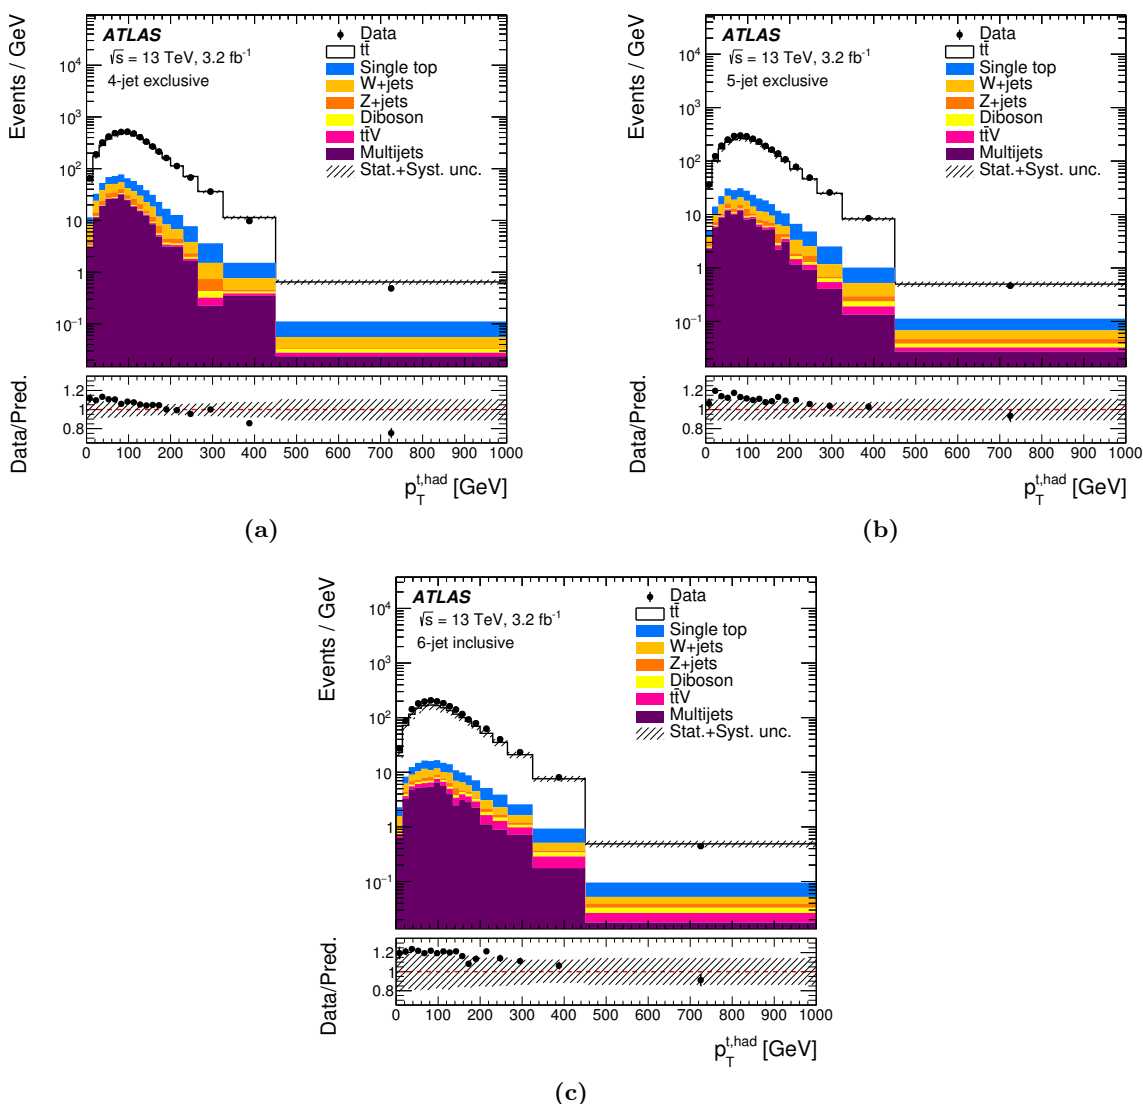 Events / GeV
10⁴
10³
10²
10
1
10⁻¹
ATLAS
√s = 13 TeV, 3.2 fb⁻¹
4-jet exclusive
Data
tt̄
Single top
W+jets
Z+jets
Diboson
tt̄V
Multijets
Stat.+Syst. unc.
Data/Pred.
1.2
1
0.8
0 100 200 300 400 500 600 700 800 900 1000
p_T^{t,had} [GeV]
(a)
Events / GeV
10⁴
10³
10²
10
1
10⁻¹
ATLAS
√s = 13 TeV, 3.2 fb⁻¹
5-jet exclusive
Data
tt̄
Single top
W+jets
Z+jets
Diboson
tt̄V
Multijets
Stat.+Syst. unc.
Data/Pred.
1.2
1
0.8
0 100 200 300 400 500 600 700 800 900 1000
p_T^{t,had} [GeV]
(b)
Events / GeV
10⁴
10³
10²
10
1
10⁻¹
ATLAS
√s = 13 TeV, 3.2 fb⁻¹
6-jet inclusive
Data
tt̄
Single top
W+jets
Z+jets
Diboson
tt̄V
Multijets
Stat.+Syst. unc.
Data/Pred.
1.2
1
0.8
0 100 200 300 400 500 600 700 800 900 1000
p_T^{t,had} [GeV]
(c)